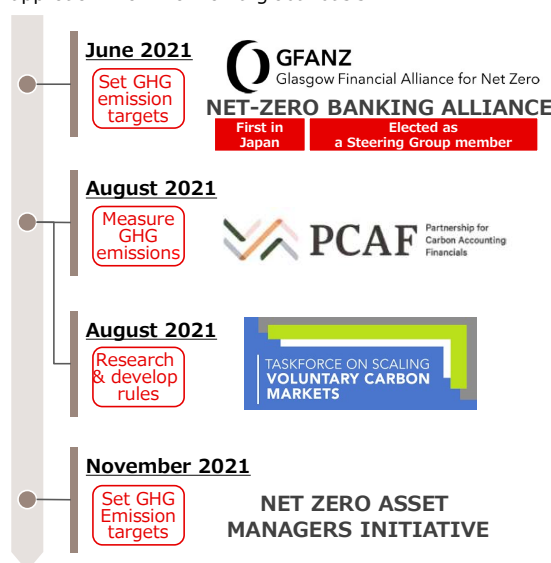 June 2021
Set GHG
emission
targets
GFANZ
Glasgow Financial Alliance for Net Zero
NET-ZERO BANKING ALLIANCE
First in
Japan
Elected as
a Steering Group member
August 2021
Measure
GHG
emissions
PCAF
Partnership for
Carbon Accounting
Financials
August 2021
Research
& develop
rules
TASKFORCE ON SCALING
VOLUNTARY CARBON
MARKETS
November 2021
Set GHG
Emission
targets
NET ZERO ASSET
MANAGERS INITIATIVE